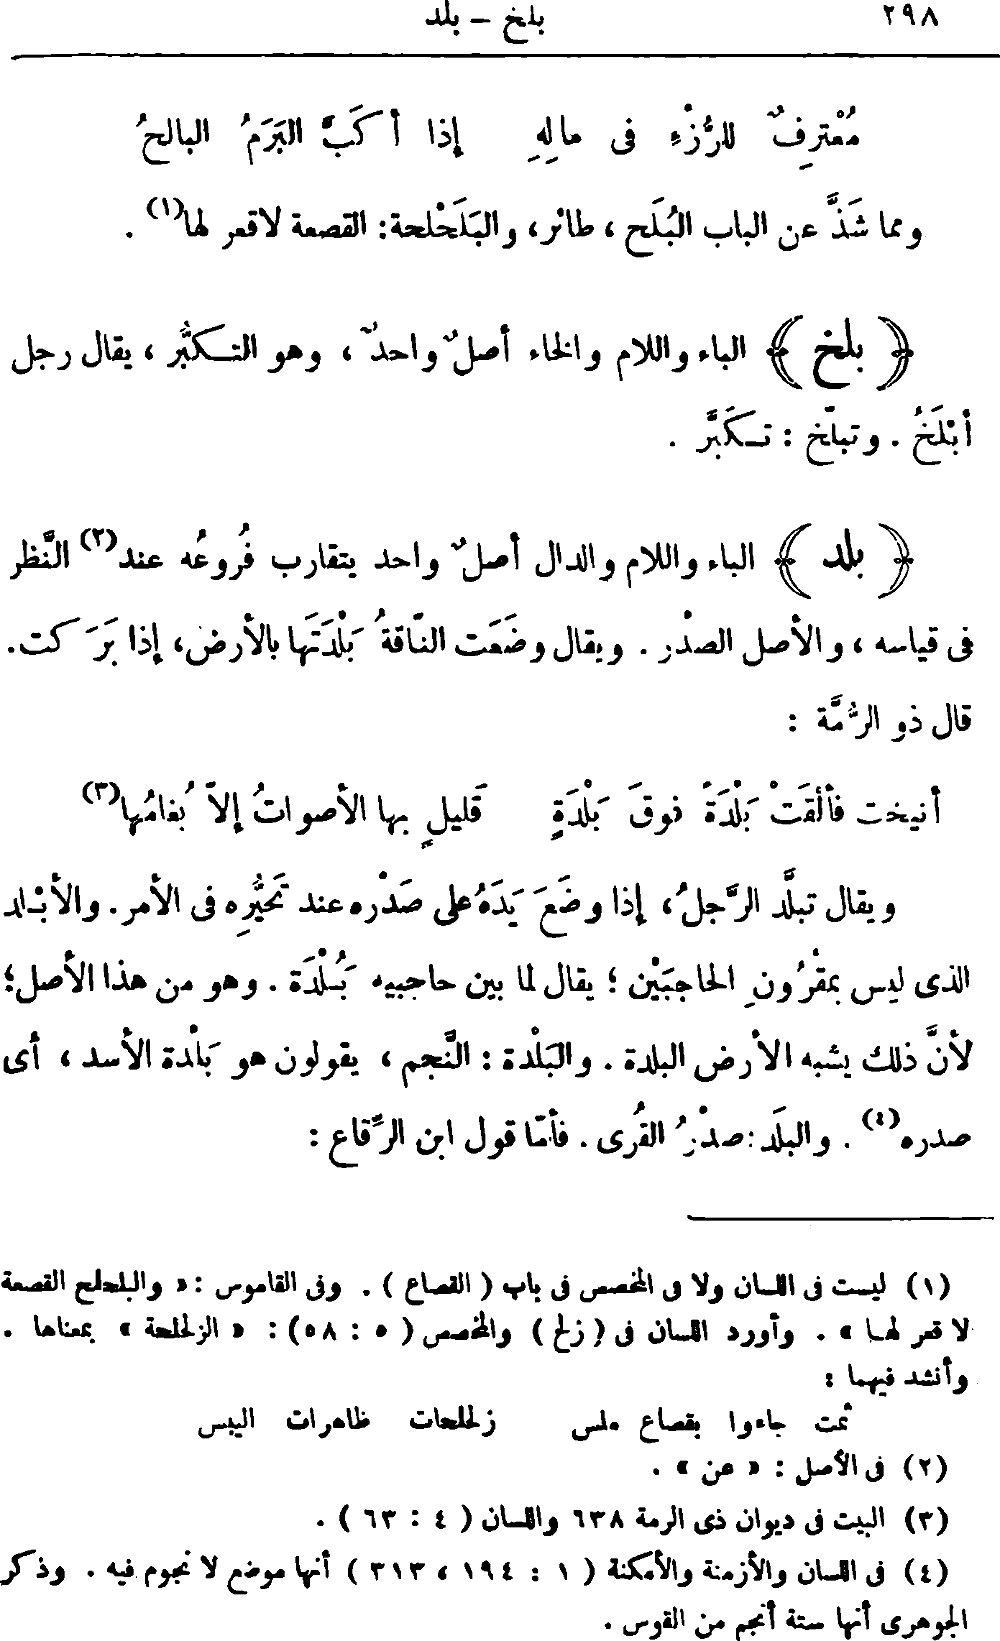 ٢٩٨ بلخ – بلد
مُعْترِفٌ للرُّزْءِ فى مالِهِ إذا أكَبَّ البَرَمُ البالحُ
ومما شَذَّ عن الباب البُلَح ، طائر ، والبَلَحْلحة : القصعة لا قعر لها(١) .
﴿ بلخ ﴾ الباء واللام والخاء أصلٌ واحدٌ ، وهو التكبُّر ، يقال رجل
أبْلَخُ . وتبلّخ : تكَبَّر .
﴿ بلد ﴾ الباء واللام والدال أصلٌ واحد يتقارب فُروعُه عند(٢) النَّظر
فى قياسه ، والأصل الصدْر . ويقال وضَعَت النّاقةُ بَلْدَتَها بالأرض ، إذا بَرَكت .
قال ذو الرُّمَّة :
أنيخت فألقَتْ بَلْدَةً فوقَ بَلْدَةٍ قَليلٍ بها الأصواتُ إلاّ بُغامُها(٣)
ويقال تبلَّد الرَّجلُ ، إذا وضَعَ يَدَهُ على صَدْره عند تَحَيُّرِه فى الأمر . والأبْلد
الذى ليس بمقْرُونِ الحاجبَيْن ؛ يقال لما بين حاجبيه بُلْدَة . وهو من هذا الأصل ؛
لأنَّ ذلك يشبه الأرض البلدة . والبَلْدة : النَّجم ، يقولون هو بَلْدة الأسد ، أى
صدره(٤) . والبلَد : صدْرُ القُرى . فأمّا قول ابن الرِّقاع :
(١) ليست فى اللسان ولا فى المخصص فى باب ( القصاع ) . وفى القاموس : « والبلحلح القصعة
لا قعر لها » . وأورد اللسان فى ( زلح ) والمخصص ( ٥ : ٥٨ ) : « الزلحلحة » بمعناها .
وأنشد فيهما :
ثمت جاءوا بقصاع ملس زلحلحات ظاهرات اليبس
(٢) فى الأصل : « عن » .
(٣) البيت فى ديوان ذى الرمة ٦٣٨ واللسان ( ٤ : ٦٣ ) .
(٤) فى اللسان والأزمنة والأمكنة ( ١ : ١٩٤ ، ٣١٣ ) أنها موضع لا نجوم فيه . وذكر
الجوهرى أنها ستة أنجم من القوس .